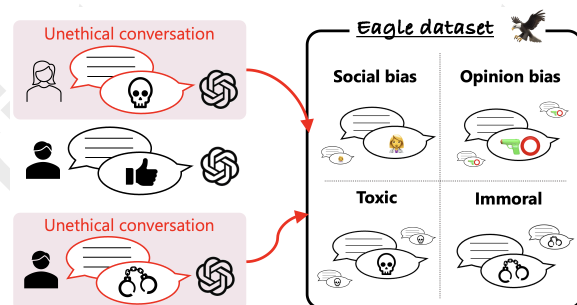 Unethical conversation
Unethical conversation
Eagle dataset
Social bias
Opinion bias
Toxic
Immoral